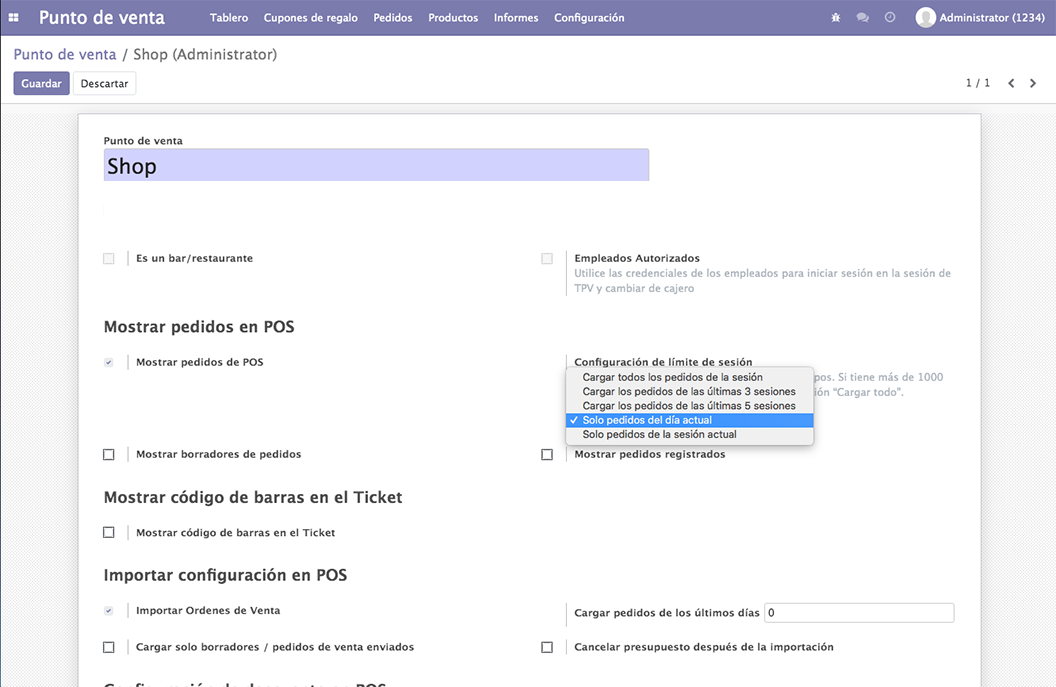 Punto de venta Tablero Cupones de regalo Pedidos Productos Informes Configuración Administrator (1234)
Punto de venta / Shop (Administrator)
Guardar Descartar 1 / 1
Punto de venta
Shop
Es un bar/restaurante
Empleados Autorizados
Utilice las credenciales de los empleados para iniciar sesión en la sesión de
TPV y cambiar de cajero
Mostrar pedidos en POS
Mostrar pedidos de POS
Configuración de límite de sesión
Cargar todos los pedidos de la sesión
pos. Si tiene más de 1000
Cargar los pedidos de las últimas 3 sesiones
ión “Cargar todo”.
Cargar los pedidos de las últimas 5 sesiones
Solo pedidos del día actual
Solo pedidos de la sesión actual
Mostrar borradores de pedidos
Mostrar pedidos registrados
Mostrar código de barras en el Ticket
Mostrar código de barras en el Ticket
Importar configuración en POS
Importar Ordenes de Venta
Cargar pedidos de los últimos días 0
Cargar solo borradores / pedidos de venta enviados
Cancelar presupuesto después de la importación